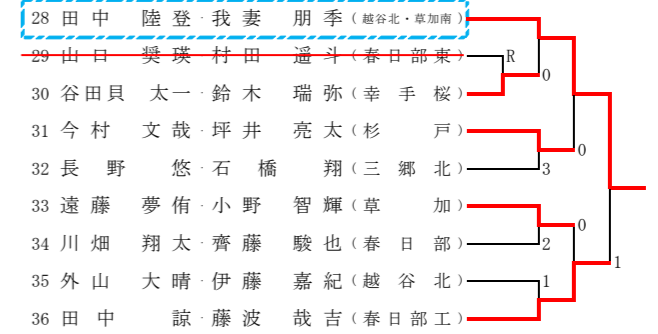 28 田中 陸登・我妻 朋季(越谷北・草加南)
29 山口 奨瑛・村田 遥斗(春日部東) R
0
30 谷田貝 太一・鈴木 瑞弥(幸手桜)
31 今村 文哉・坪井 亮太(杉戸)
0
32 長野 悠・石橋 翔(三郷北) 3
33 遠藤 夢侑・小野 智輝(草加)
0
34 川畑 翔太・齊藤 駿也(春日部) 2
1
35 外山 大晴・伊藤 嘉紀(越谷北) 1
36 田中 諒・藤波 哉吉(春日部工)